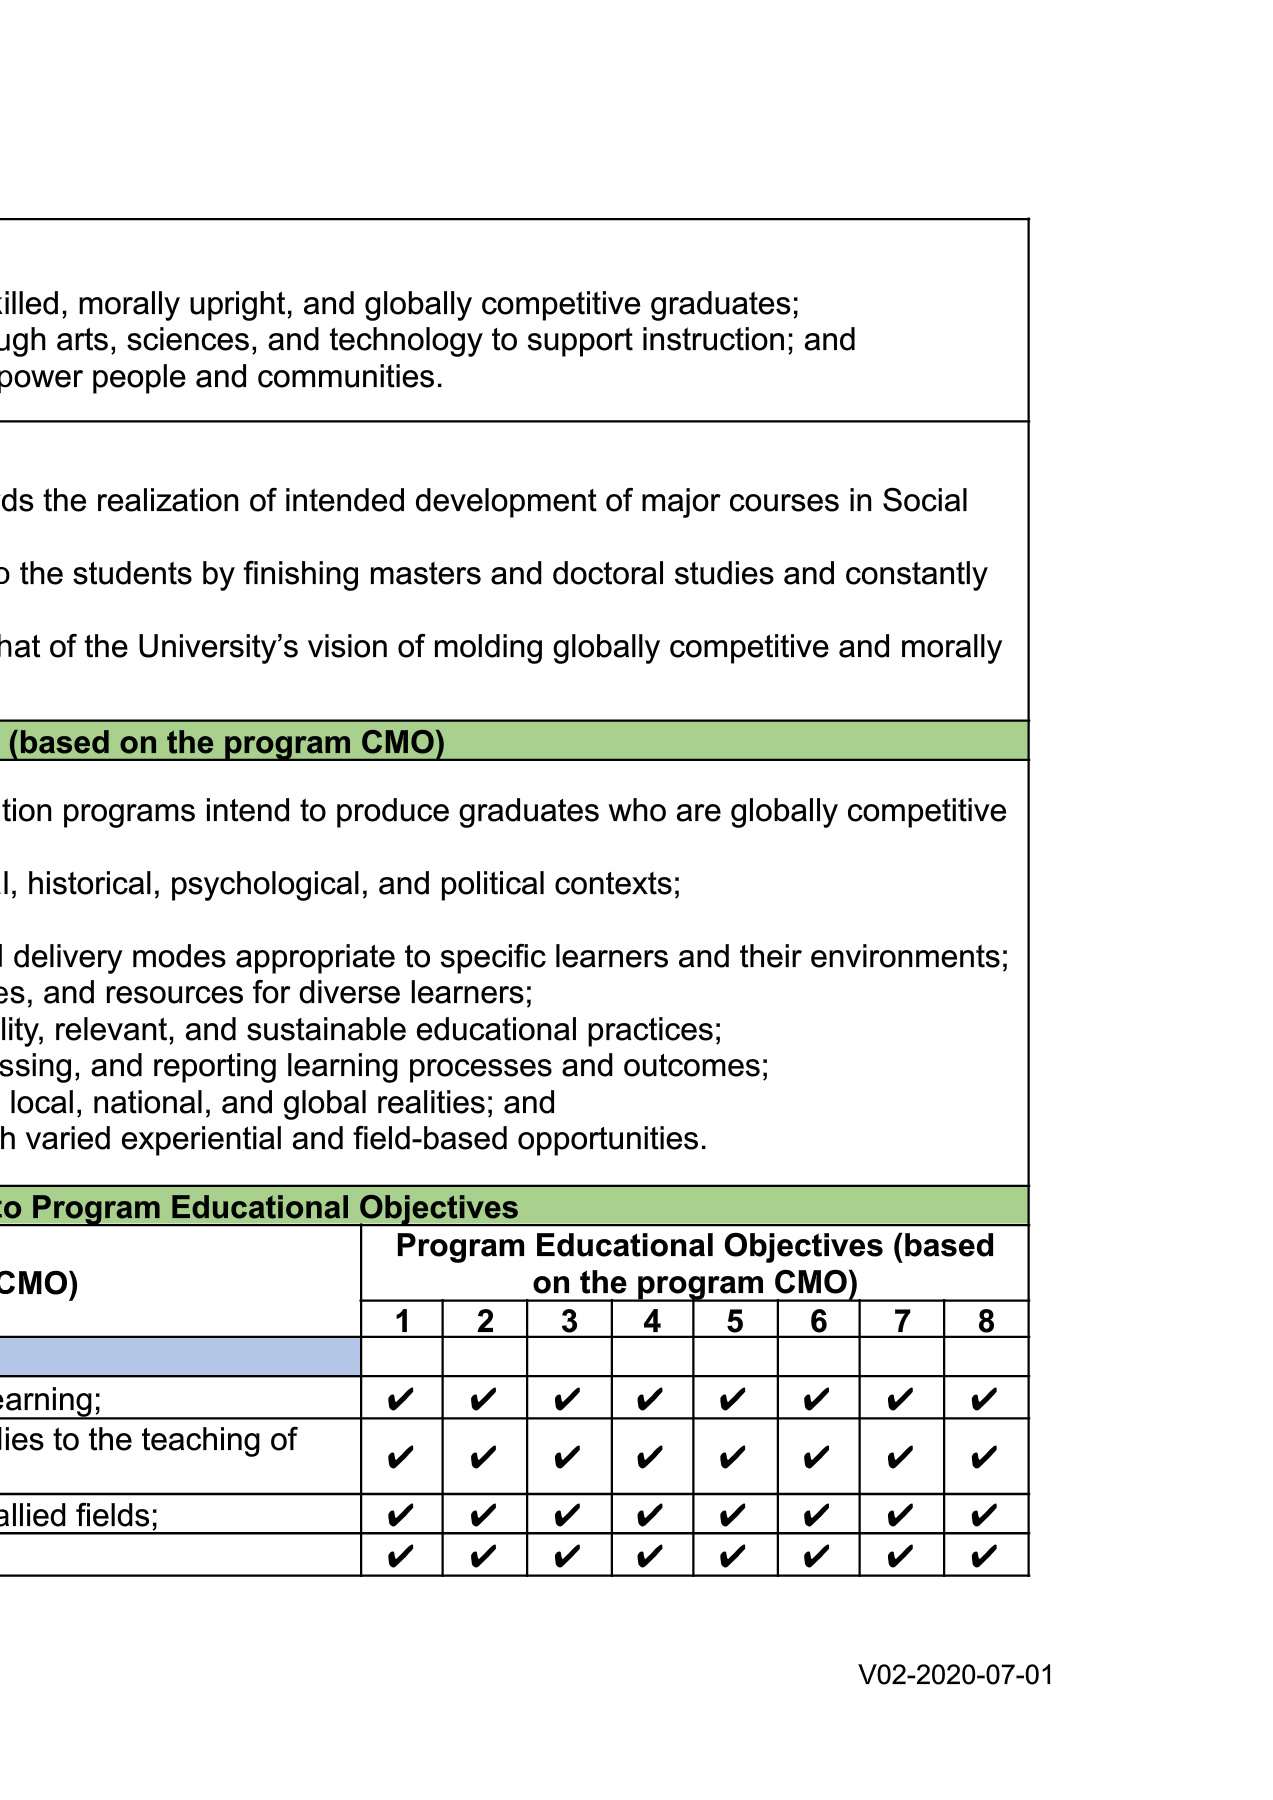 killed, morally upright, and globally competitive graduates;
ugh arts, sciences, and technology to support instruction; and
power people and communities.
ds the realization of intended development of major courses in Social
o the students by finishing masters and doctoral studies and constantly
hat of the University’s vision of molding globally competitive and morally
(based on the program CMO)
tion programs intend to produce graduates who are globally competitive
l, historical, psychological, and political contexts;
d delivery modes appropriate to specific learners and their environments;
es, and resources for diverse learners;
lity, relevant, and sustainable educational practices;
ssing, and reporting learning processes and outcomes;
local, national, and global realities; and
h varied experiential and field-based opportunities.
to Program Educational Objectives
CMO)
Program Educational Objectives (based
on the program CMO)
1 2 3 4 5 6 7 8
earning; ✔ ✔ ✔ ✔ ✔ ✔ ✔ ✔
lies to the teaching of
✔ ✔ ✔ ✔ ✔ ✔ ✔ ✔
allied fields; ✔ ✔ ✔ ✔ ✔ ✔ ✔ ✔
✔ ✔ ✔ ✔ ✔ ✔ ✔ ✔
V02-2020-07-01